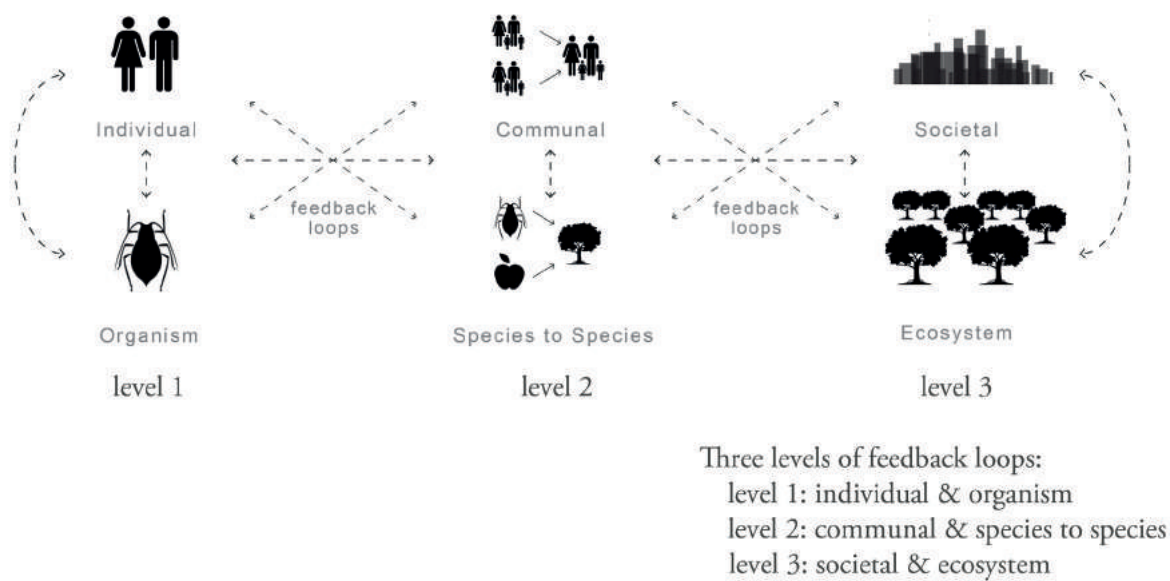 Individual
Communal
Societal
feedback
loops
feedback
loops
Organism
Species to Species
Ecosystem
level 1
level 2
level 3
Three levels of feedback loops:
level 1: individual & organism
level 2: communal & species to species
level 3: societal & ecosystem